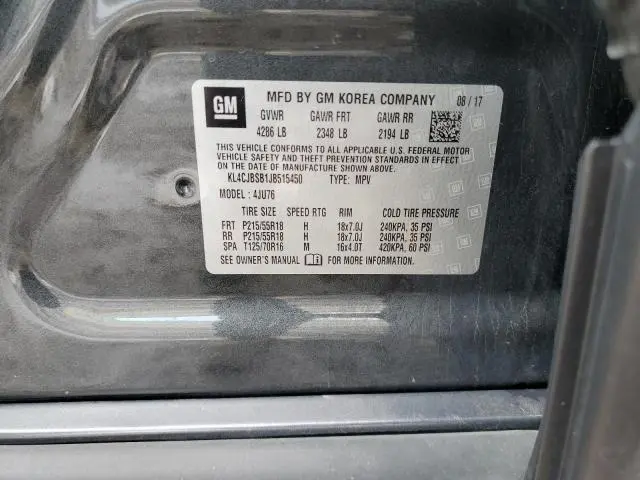 GM MFD BY GM KOREA COMPANY 08/17
GVWR GAWR FRT GAWR RR
4286 LB 2348 LB 2194 LB
THIS VEHICLE CONFORMS TO ALL APPLICABLE U.S. FEDERAL MOTOR
VEHICLE SAFETY, BUMPER, AND THEFT PREVENTION STANDARDS IN EFFECT
ON THE DATE OF MANUFACTURE SHOWN ABOVE.
KL4CJBSB1JB515450 TYPE: MPV
MODEL: 4JU76
TIRE SIZE SPEED RTG RIM COLD TIRE PRESSURE
FRT P215/55R18 H 18x7.0J 240KPA, 35 PSI
RR P215/55R18 H 18x7.0J 240KPA, 35 PSI
SPA T125/70R16 M 16x4.0T 420KPA, 60 PSI
SEE OWNER'S MANUAL FOR MORE INFORMATION.